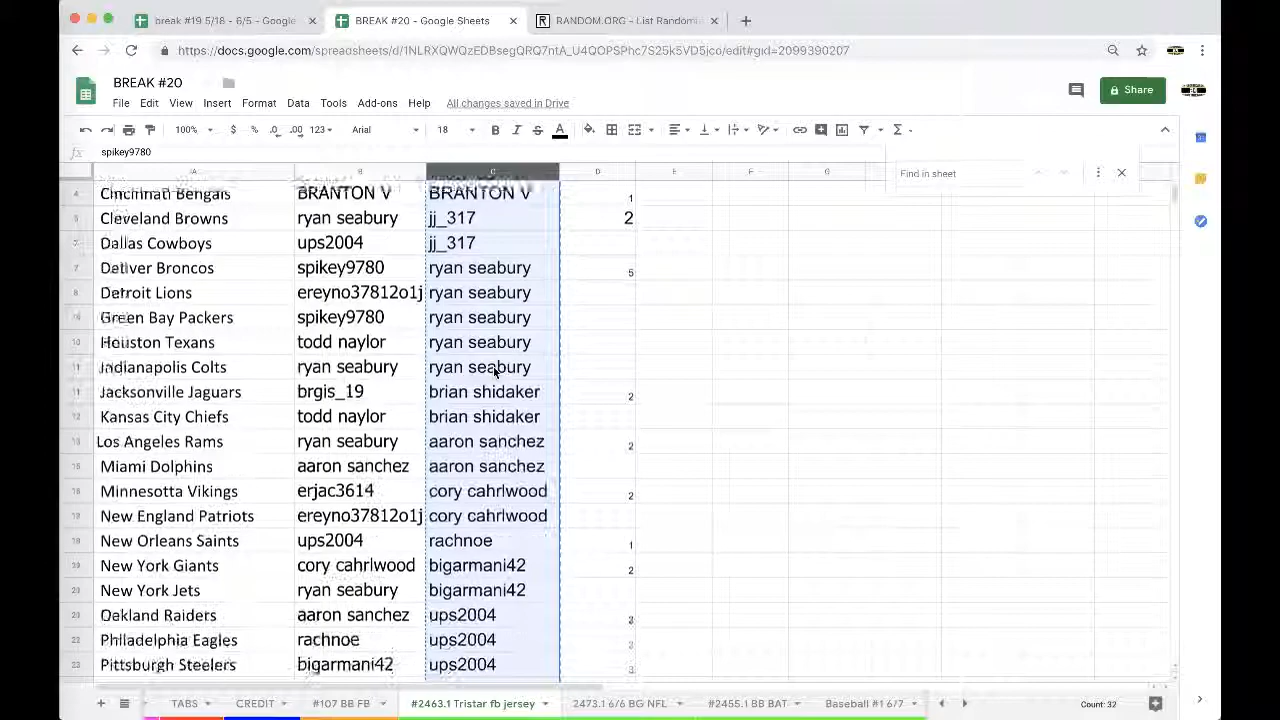 break #19 5/18 - 6/5 - Google
BREAK #20 - Google Sheets
RANDOM.ORG - List Randomi
https://docs.google.com/spreadsheets/d/1NLRXQWQzEDBsegQRQ7ntA_U4QOPSPhc7S25k5VD5jco/edit#gid=2099390207
BREAK #20
File Edit View Insert Format Data Tools Add-ons Help All changes saved in Drive
Share
100% $ % .0 .00 123 Arial 18 B I S A
fx spikey9780
Find in sheet
D E F G
4 Cincinnati Bengals BRANTON V BRANTON V 1
Cleveland Browns ryan seabury jj_317 2
Dallas Cowboys ups2004 jj_317
7 Denver Broncos spikey9780 ryan seabury 5
8 Detroit Lions ereyno37812o1j ryan seabury
Green Bay Packers spikey9780 ryan seabury
10 Houston Texans todd naylor ryan seabury
11 Indianapolis Colts ryan seabury ryan seabury
Jacksonville Jaguars brgis_19 brian shidaker 2
Kansas City Chiefs todd naylor brian shidaker
Los Angeles Rams ryan seabury aaron sanchez 2
Miami Dolphins aaron sanchez aaron sanchez
Minnesotta Vikings erjac3614 cory cahrlwood 2
New England Patriots ereyno37812o1j cory cahrlwood
New Orleans Saints ups2004 rachnoe 1
New York Giants cory cahrlwood bigarmani42 2
New York Jets ryan seabury bigarmani42
Oakland Raiders aaron sanchez ups2004
Philadelphia Eagles rachnoe ups2004
Pittsburgh Steelers bigarmani42 ups2004
TABS CREDIT #107 BB FB #2463.1 Tristar fb jersey 2473.1 6/6 BG NFL BB BAT Baseball #1 6/7 Count: 32